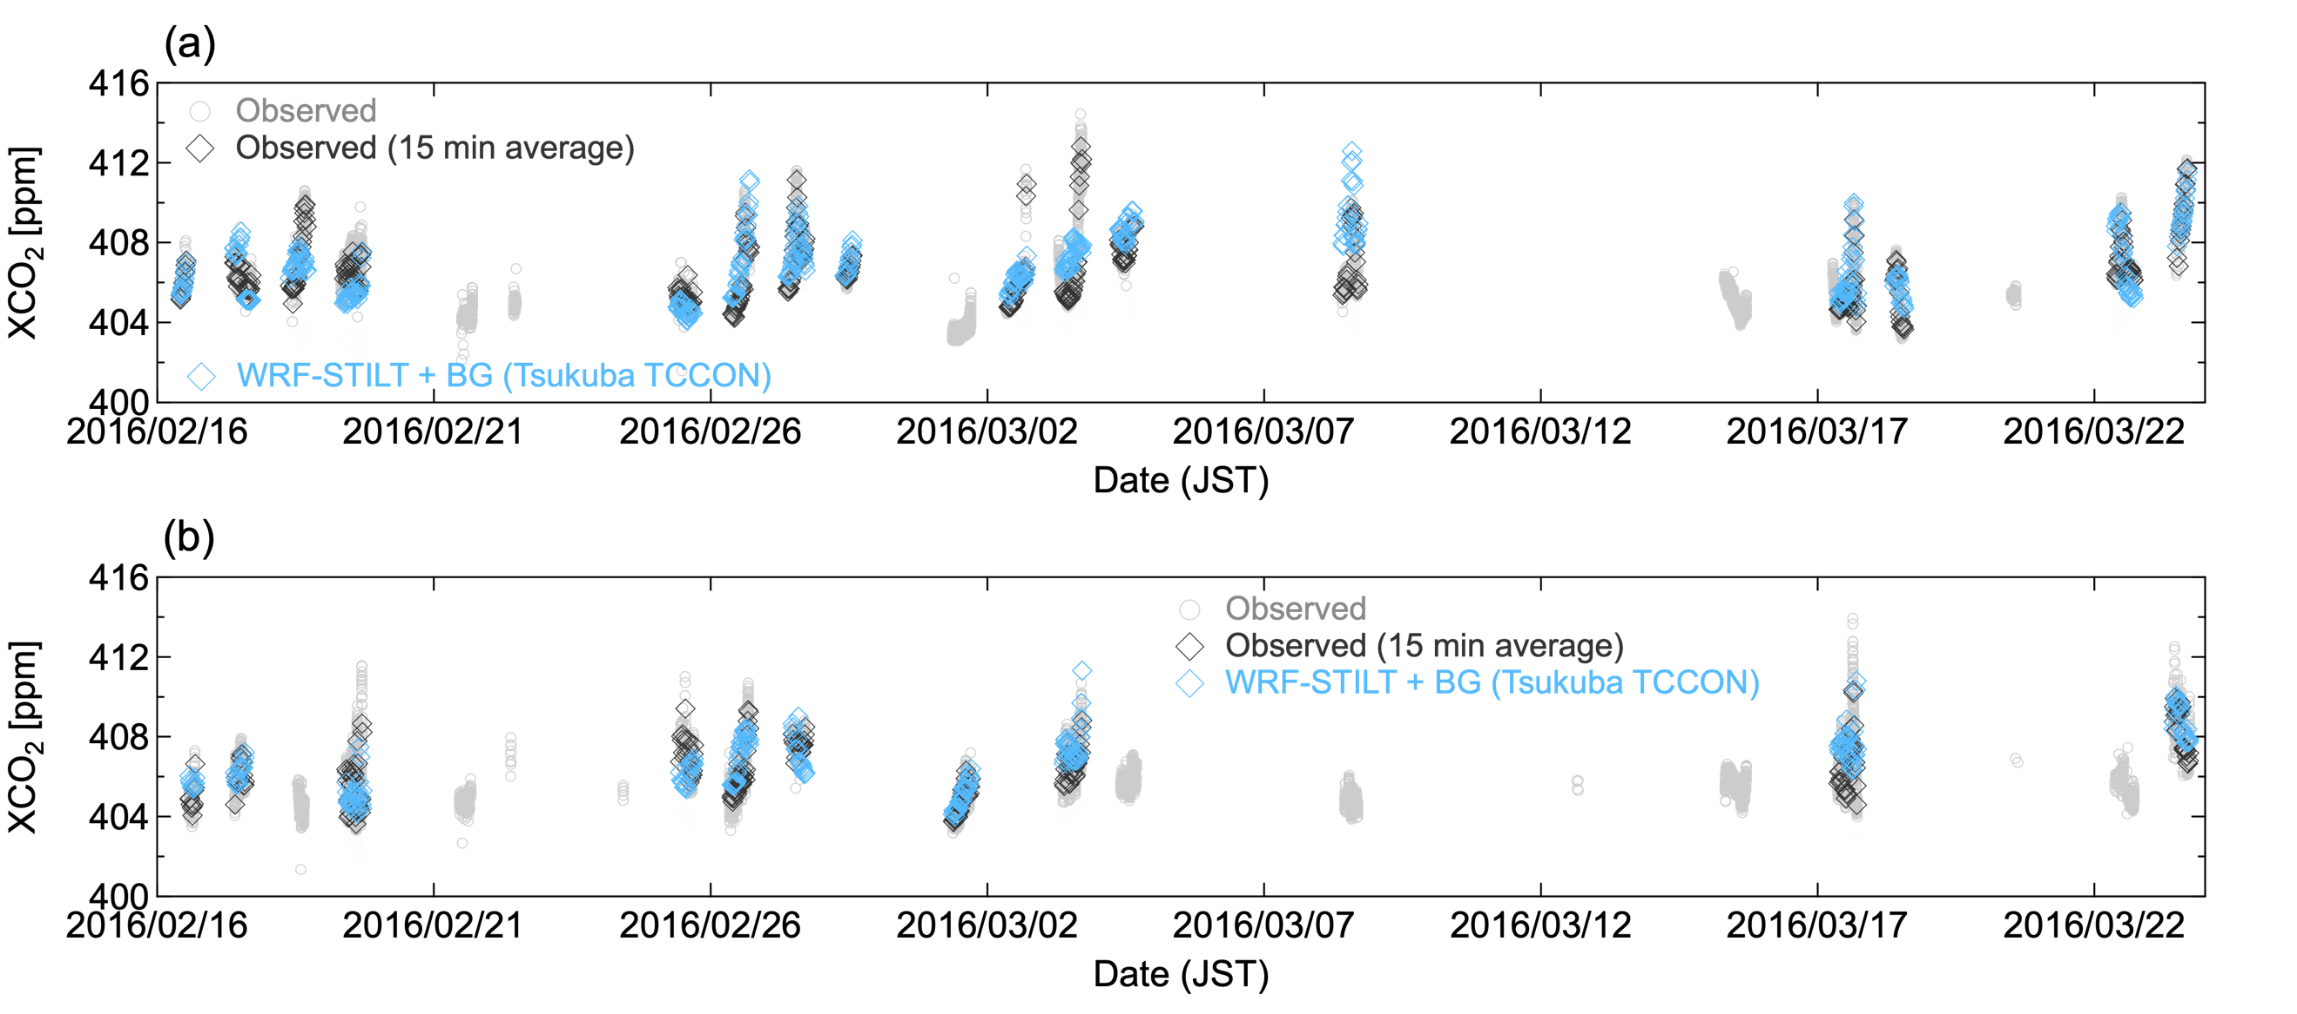 (a)
XCO2 [ppm]
416
412
408
404
400
Observed
Observed (15 min average)
WRF-STILT + BG (Tsukuba TCCON)
2016/02/16 2016/02/21 2016/02/26 2016/03/02 2016/03/07 2016/03/12 2016/03/17 2016/03/22
Date (JST)
(b)
XCO2 [ppm]
416
412
408
404
400
Observed
Observed (15 min average)
WRF-STILT + BG (Tsukuba TCCON)
2016/02/16 2016/02/21 2016/02/26 2016/03/02 2016/03/07 2016/03/12 2016/03/17 2016/03/22
Date (JST)